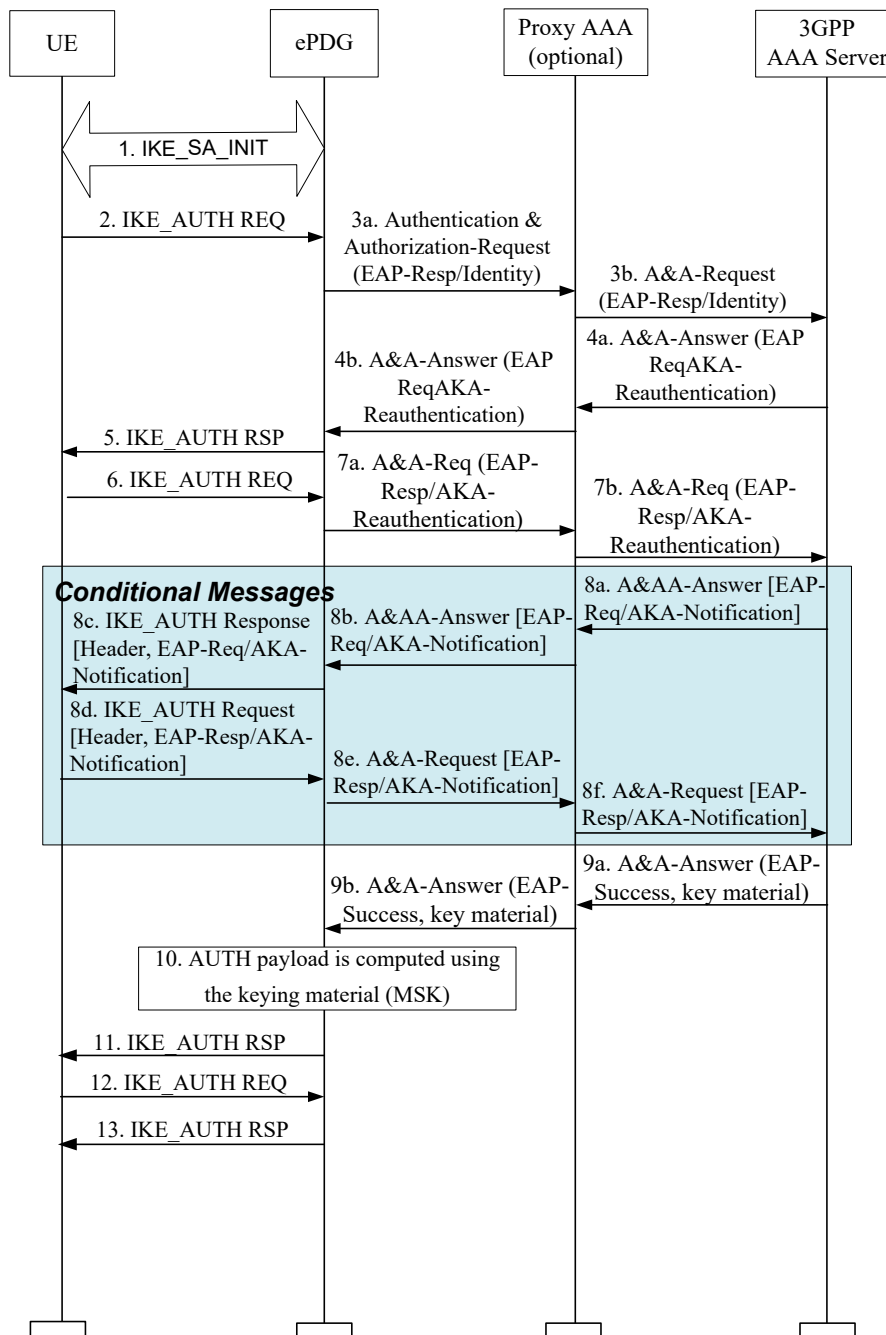 UE
ePDG
Proxy AAA
(optional)
3GPP
AAA Server
1. IKE_SA_INIT
2. IKE_AUTH REQ
3a. Authentication &
Authorization-Request
(EAP-Resp/Identity)
3b. A&A-Request
(EAP-Resp/Identity)
4a. A&A-Answer (EAP
ReqAKA-
Reauthentication)
4b. A&A-Answer (EAP
ReqAKA-
Reauthentication)
5. IKE_AUTH RSP
6. IKE_AUTH REQ
7a. A&A-Req (EAP-
Resp/AKA-
Reauthentication)
7b. A&A-Req (EAP-
Resp/AKA-
Reauthentication)
Conditional Messages
8a. A&AA-Answer [EAP-
Req/AKA-Notification]
8b. A&AA-Answer [EAP-
Req/AKA-Notification]
8c. IKE_AUTH Response
[Header, EAP-Req/AKA-
Notification]
8d. IKE_AUTH Request
[Header, EAP-Resp/AKA-
Notification]
8e. A&A-Request [EAP-
Resp/AKA-Notification]
8f. A&A-Request [EAP-
Resp/AKA-Notification]
9a. A&A-Answer (EAP-
Success, key material)
9b. A&A-Answer (EAP-
Success, key material)
10. AUTH payload is computed using
the keying material (MSK)
11. IKE_AUTH RSP
12. IKE_AUTH REQ
13. IKE_AUTH RSP